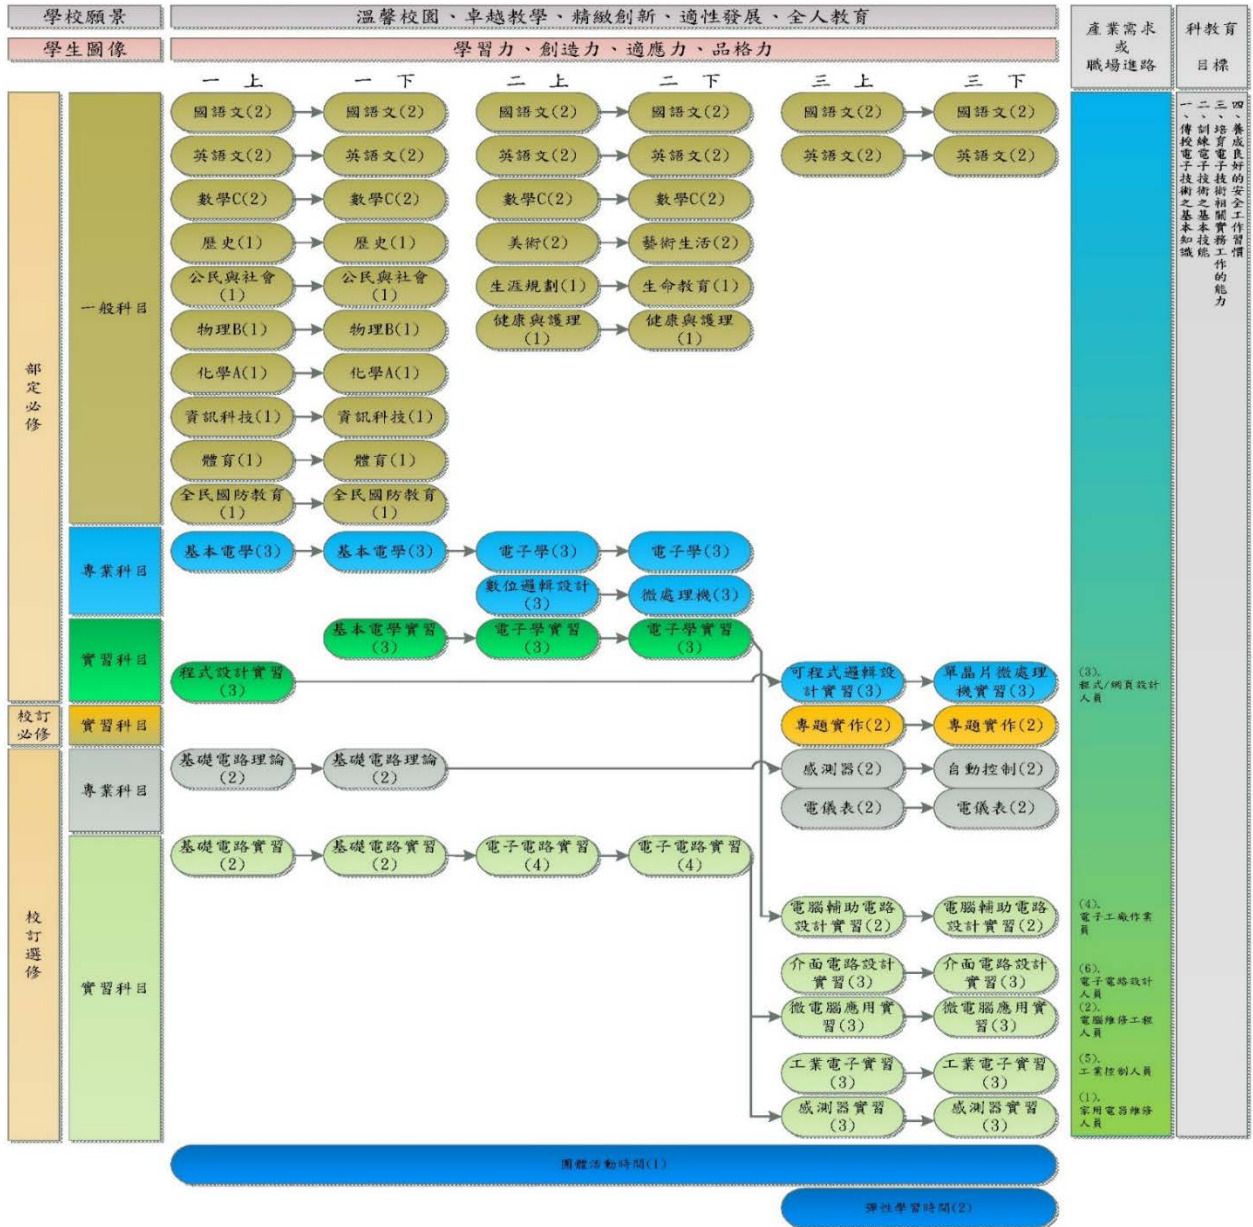 學校願景
溫馨校園、卓越教學、精緻創新、適性發展、全人教育
學生圖像
學習力、創造力、適應力、品格力
產業需求
或
職場進路
科教育
目標
一上
一下
二上
二下
三上
三下
部定必修
一般科目
國語文(2)
國語文(2)
國語文(2)
國語文(2)
國語文(2)
國語文(2)
英語文(2)
英語文(2)
英語文(2)
英語文(2)
英語文(2)
英語文(2)
數學C(2)
數學C(2)
數學C(2)
數學C(2)
歷史(1)
歷史(1)
美術(2)
藝術生活(2)
公民與社會
(1)
公民與社會
(1)
生涯規劃(1)
生命教育(1)
物理B(1)
物理B(1)
健康與護理
(1)
健康與護理
(1)
化學A(1)
化學A(1)
資訊科技(1)
資訊科技(1)
體育(1)
體育(1)
全民國防教育
(1)
全民國防教育
(1)
專業科目
基本電學(3)
基本電學(3)
電子學(3)
電子學(3)
數位邏輯設計
(3)
微處理機(3)
實習科目
基本電學實習
(3)
電子學實習
(3)
電子學實習
(3)
程式設計實習
(3)
可程式邏輯設
計實習(3)
單晶片微處理
機實習(3)
校訂
必修
實習科目
專題實作(2)
專題實作(2)
校訂選修
專業科目
基礎電路理論
(2)
基礎電路理論
(2)
感測器(2)
自動控制(2)
電儀表(2)
電儀表(2)
實習科目
基礎電路實習
(2)
基礎電路實習
(2)
電子電路實習
(4)
電子電路實習
(4)
電腦輔助電路
設計實習(2)
電腦輔助電路
設計實習(2)
介面電路設計
實習(3)
介面電路設計
實習(3)
微電腦應用實
習(3)
微電腦應用實
習(3)
工業電子實習
(3)
工業電子實習
(3)
感測器實習
(3)
感測器實習
(3)
(3).
程式/網頁設計
人員
(4).
電子工廠作業
員
(6).
電子電路設計
人員
(2).
電腦維修工程
人員
(5).
工業控制人員
(1).
家用電器維修
人員
一、傳授電子技術之基本知識
二、訓練電子技術之基本技能
三、培育電子技術相關實務工作的能力
四、養成良好的安全工作習慣
團體活動時間(1)
彈性學習時間(2)